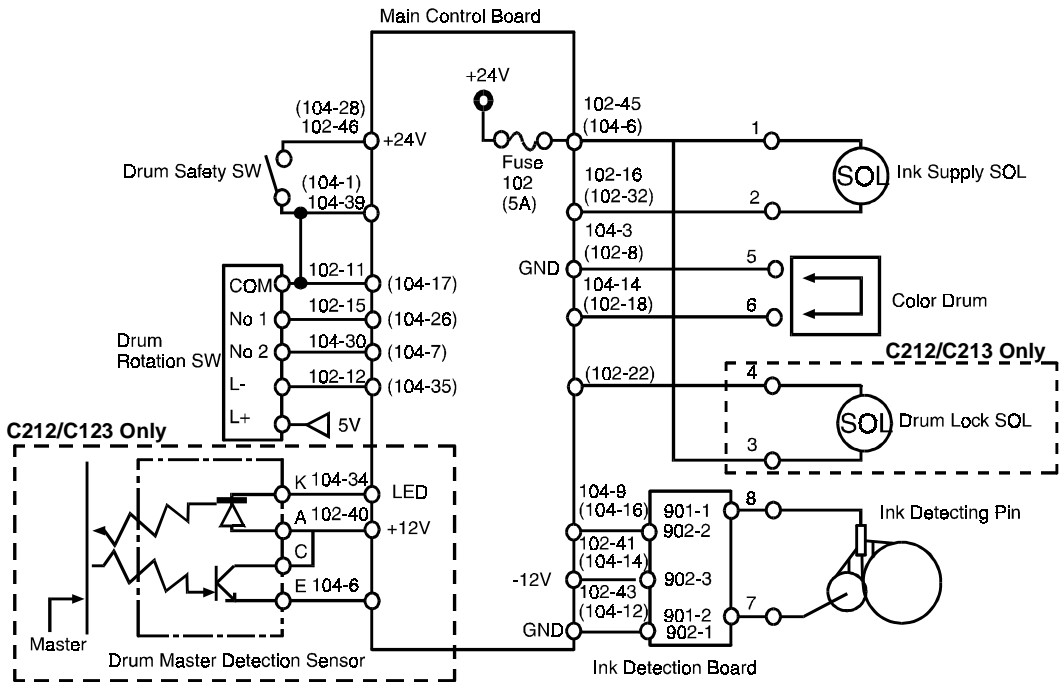 Main Control Board
+24V
(104-28)
102-46
+24V
Drum Safety SW
(104-1)
104-39
Fuse
102
(5A)
102-45
(104-6)
1
SOL
Ink Supply SOL
102-16
(102-32)
2
104-3
(102-8)
GND
5
104-14
(102-18)
6
Color Drum
COM
102-11
(104-17)
No 1
102-15
(104-26)
Drum
Rotation SW
No 2
104-30
(104-7)
L-
102-12
(104-35)
L+
5V
C212/C213 Only
(102-22)
4
SOL
Drum Lock SOL
3
C212/C123 Only
K
104-34
LED
A
102-40
+12V
C
E
104-6
Master
Drum Master Detection Sensor
104-9
(104-16)
901-1
902-2
8
Ink Detecting Pin
102-41
(104-14)
-12V
902-3
102-43
(104-12)
901-2
7
GND
902-1
Ink Detection Board